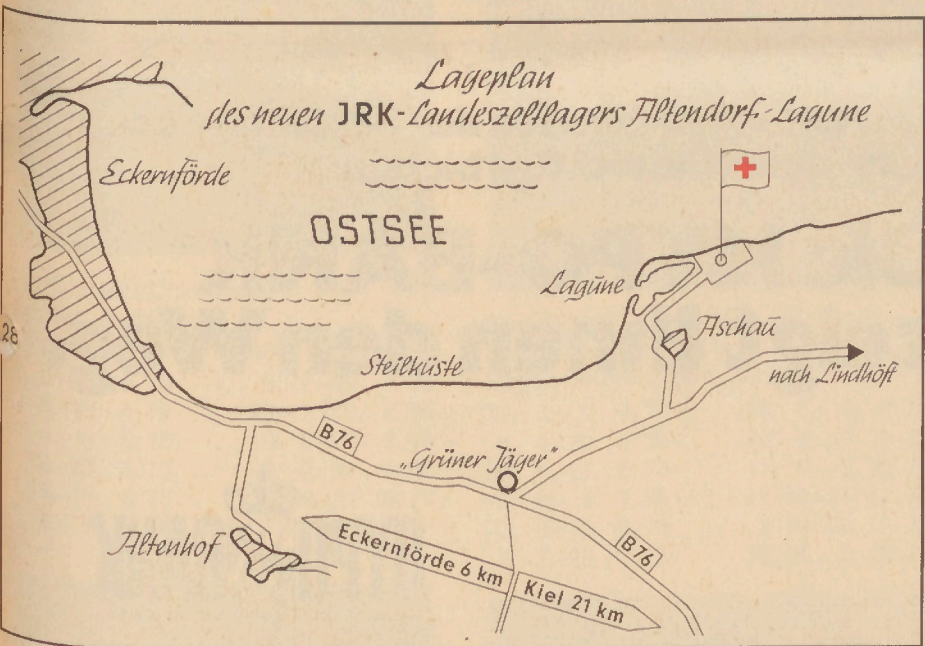 Lageplan
des neuen JRK-Landeszeltlagers Altendorf-Lagune
Eckernförde
OSTSEE
Lagune
Aschau
Steilküste
nach Lindhöft
B76
„Grüner Jäger"
Altenhof
B76
Eckernförde 6 km
Kiel 21 km
28